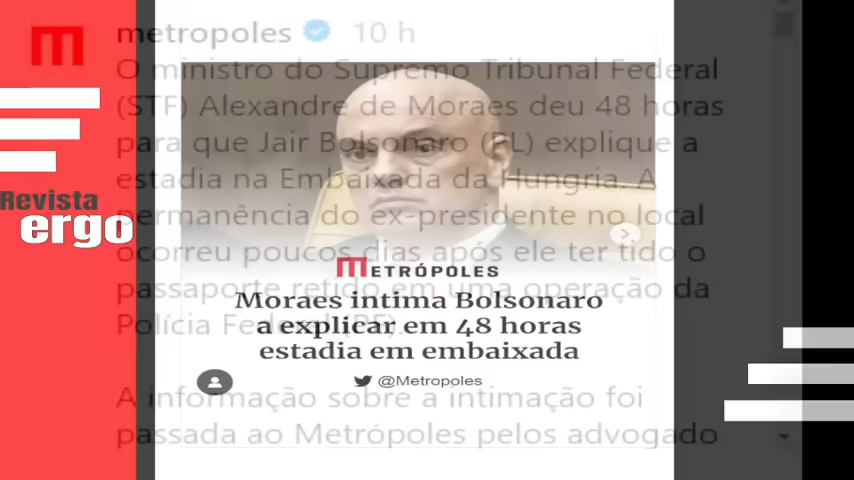 metropoles 10 h
O ministro do Supremo Tribunal Federal
(STF) Alexandre de Moraes deu 48 horas
para que Jair Bolsonaro (PL) explique a
estadia na Embaixada da Hungria. A
permanência do ex-presidente no local
ocorreu poucos dias após ele ter tido o
passaporte retido em uma operação da
Polícia Federal (PF).
A informação sobre a intimação foi
passada ao Metrópoles pelos advogado
METRÓPOLES
Moraes intima Bolsonaro
a explicar em 48 horas
estadia em embaixada
@Metropoles
Revista
ergo